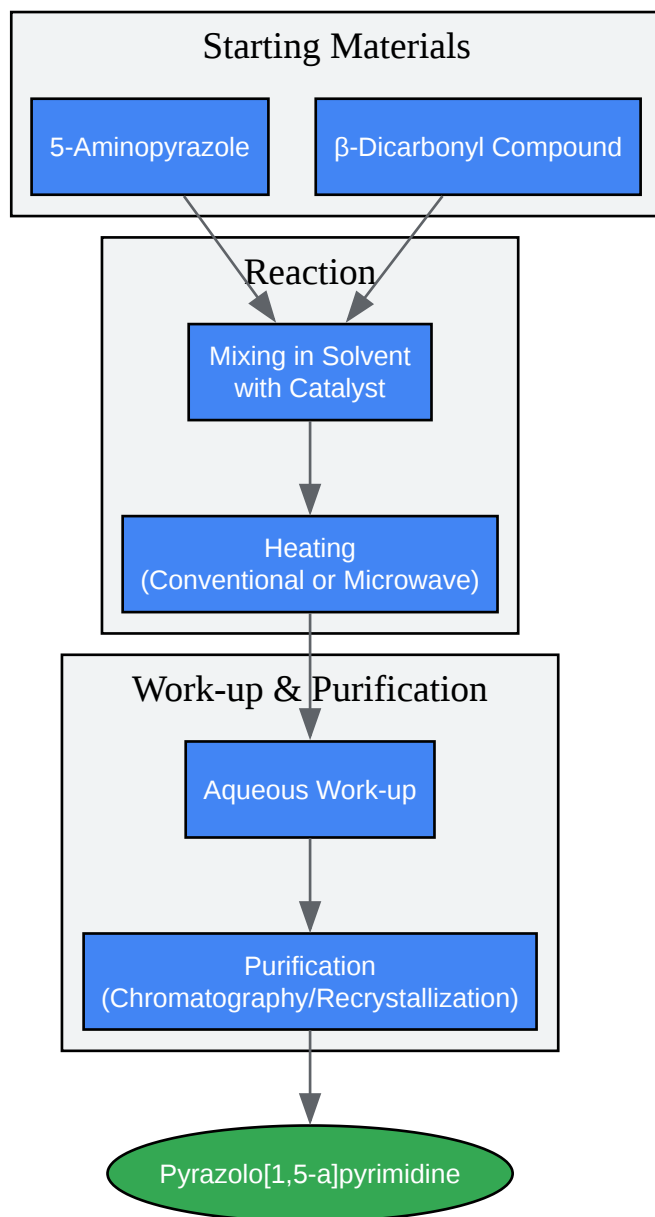 Starting Materials
5-Aminopyrazole
β-Dicarbonyl Compound
Reaction
Mixing in Solvent
with Catalyst
Heating
(Conventional or Microwave)
Work-up & Purification
Aqueous Work-up
Purification
(Chromatography/Recrystallization)
Pyrazolo[1,5-a]pyrimidine